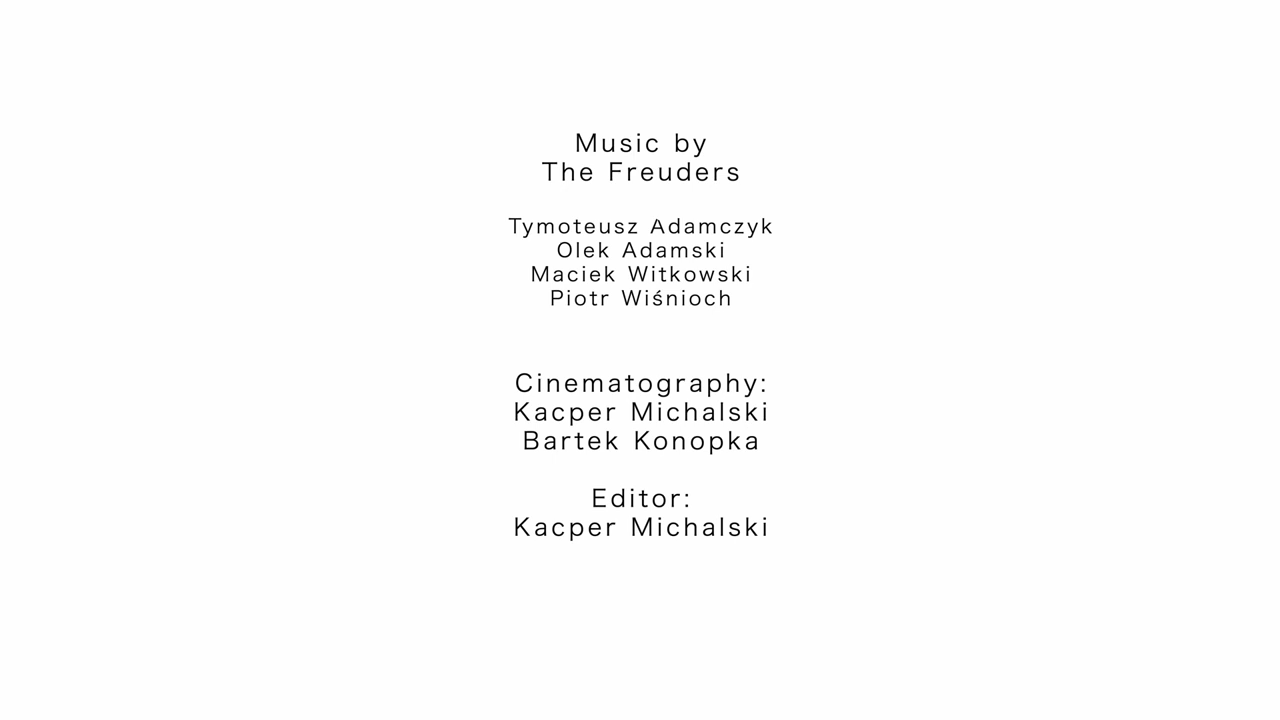 Music by
The Freuders
Tymoteusz Adamczyk
Olek Adamski
Maciek Witkowski
Piotr Wiśnioch
Cinematography:
Kacper Michalski
Bartek Konopka
Editor:
Kacper Michalski